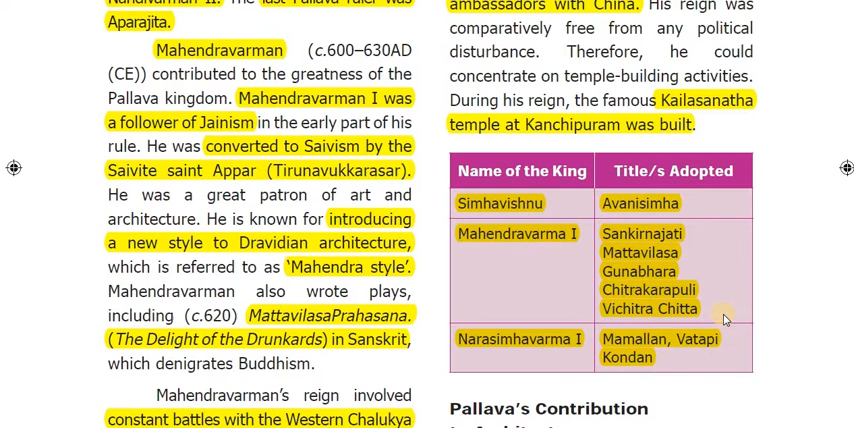 Nandivarman II. The last Pallava ruler was
Aparajita.
Mahendravarman (c.600–630AD
(CE)) contributed to the greatness of the
Pallava kingdom. Mahendravarman I was
a follower of Jainism in the early part of his
rule. He was converted to Saivism by the
Saivite saint Appar (Tirunavukkarasar).
He was a great patron of art and
architecture. He is known for introducing
a new style to Dravidian architecture,
which is referred to as ‘Mahendra style’.
Mahendravarman also wrote plays,
including (c.620) MattavilasaPrahasana.
(The Delight of the Drunkards) in Sanskrit,
which denigrates Buddhism.
Mahendravarman’s reign involved
constant battles with the Western Chalukya
ambassadors with China. His reign was
comparatively free from any political
disturbance. Therefore, he could
concentrate on temple-building activities.
During his reign, the famous Kailasanatha
temple at Kanchipuram was built.
Name of the King Title/s Adopted
Simhavishnu Avanisimha
Mahendravarma I Sankirnajati
Mattavilasa
Gunabhara
Chitrakarapuli
Vichitra Chitta
Narasimhavarma I Mamallan, Vatapi
Kondan
Pallava’s Contribution